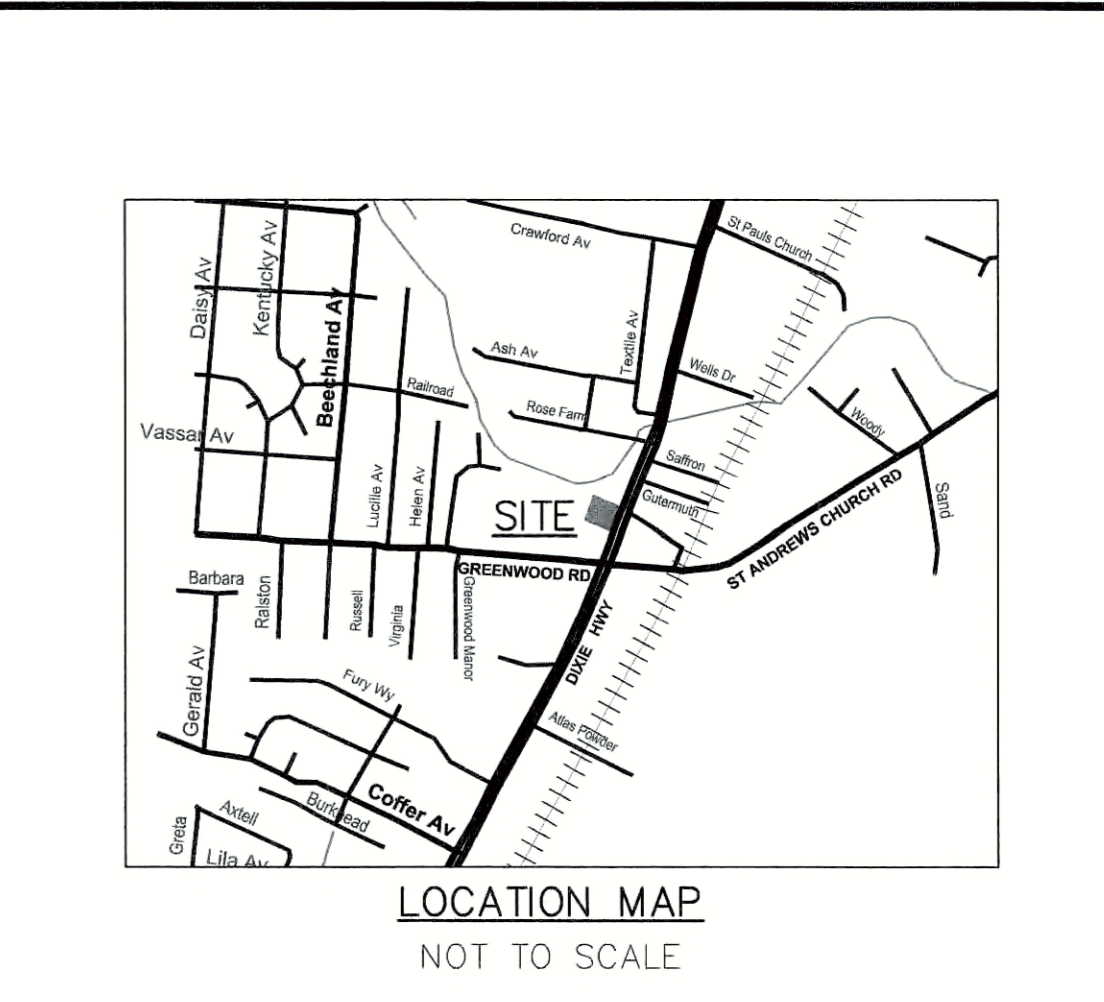 St Pauls Church
Crawford Av
Kentucky Av
Daisy Av
Beechland Av
Textile Av
Ash Av
Wells Dr
Railroad
Rose Farm
Woody
Vassar Av
Saffron
Lucille Av
Helen Av
Gutermuth
Sand
SITE
ST ANDREWS CHURCH RD
GREENWOOD RD
Barbara
Ralston
Russell
Virginia
Greenwood Manor
DIXIE HWY
Gerald Av
Fury Wy
Atlas Powder
Coffer Av
Burkhead
Axtell
Greta
Lila Av
LOCATION MAP
NOT TO SCALE